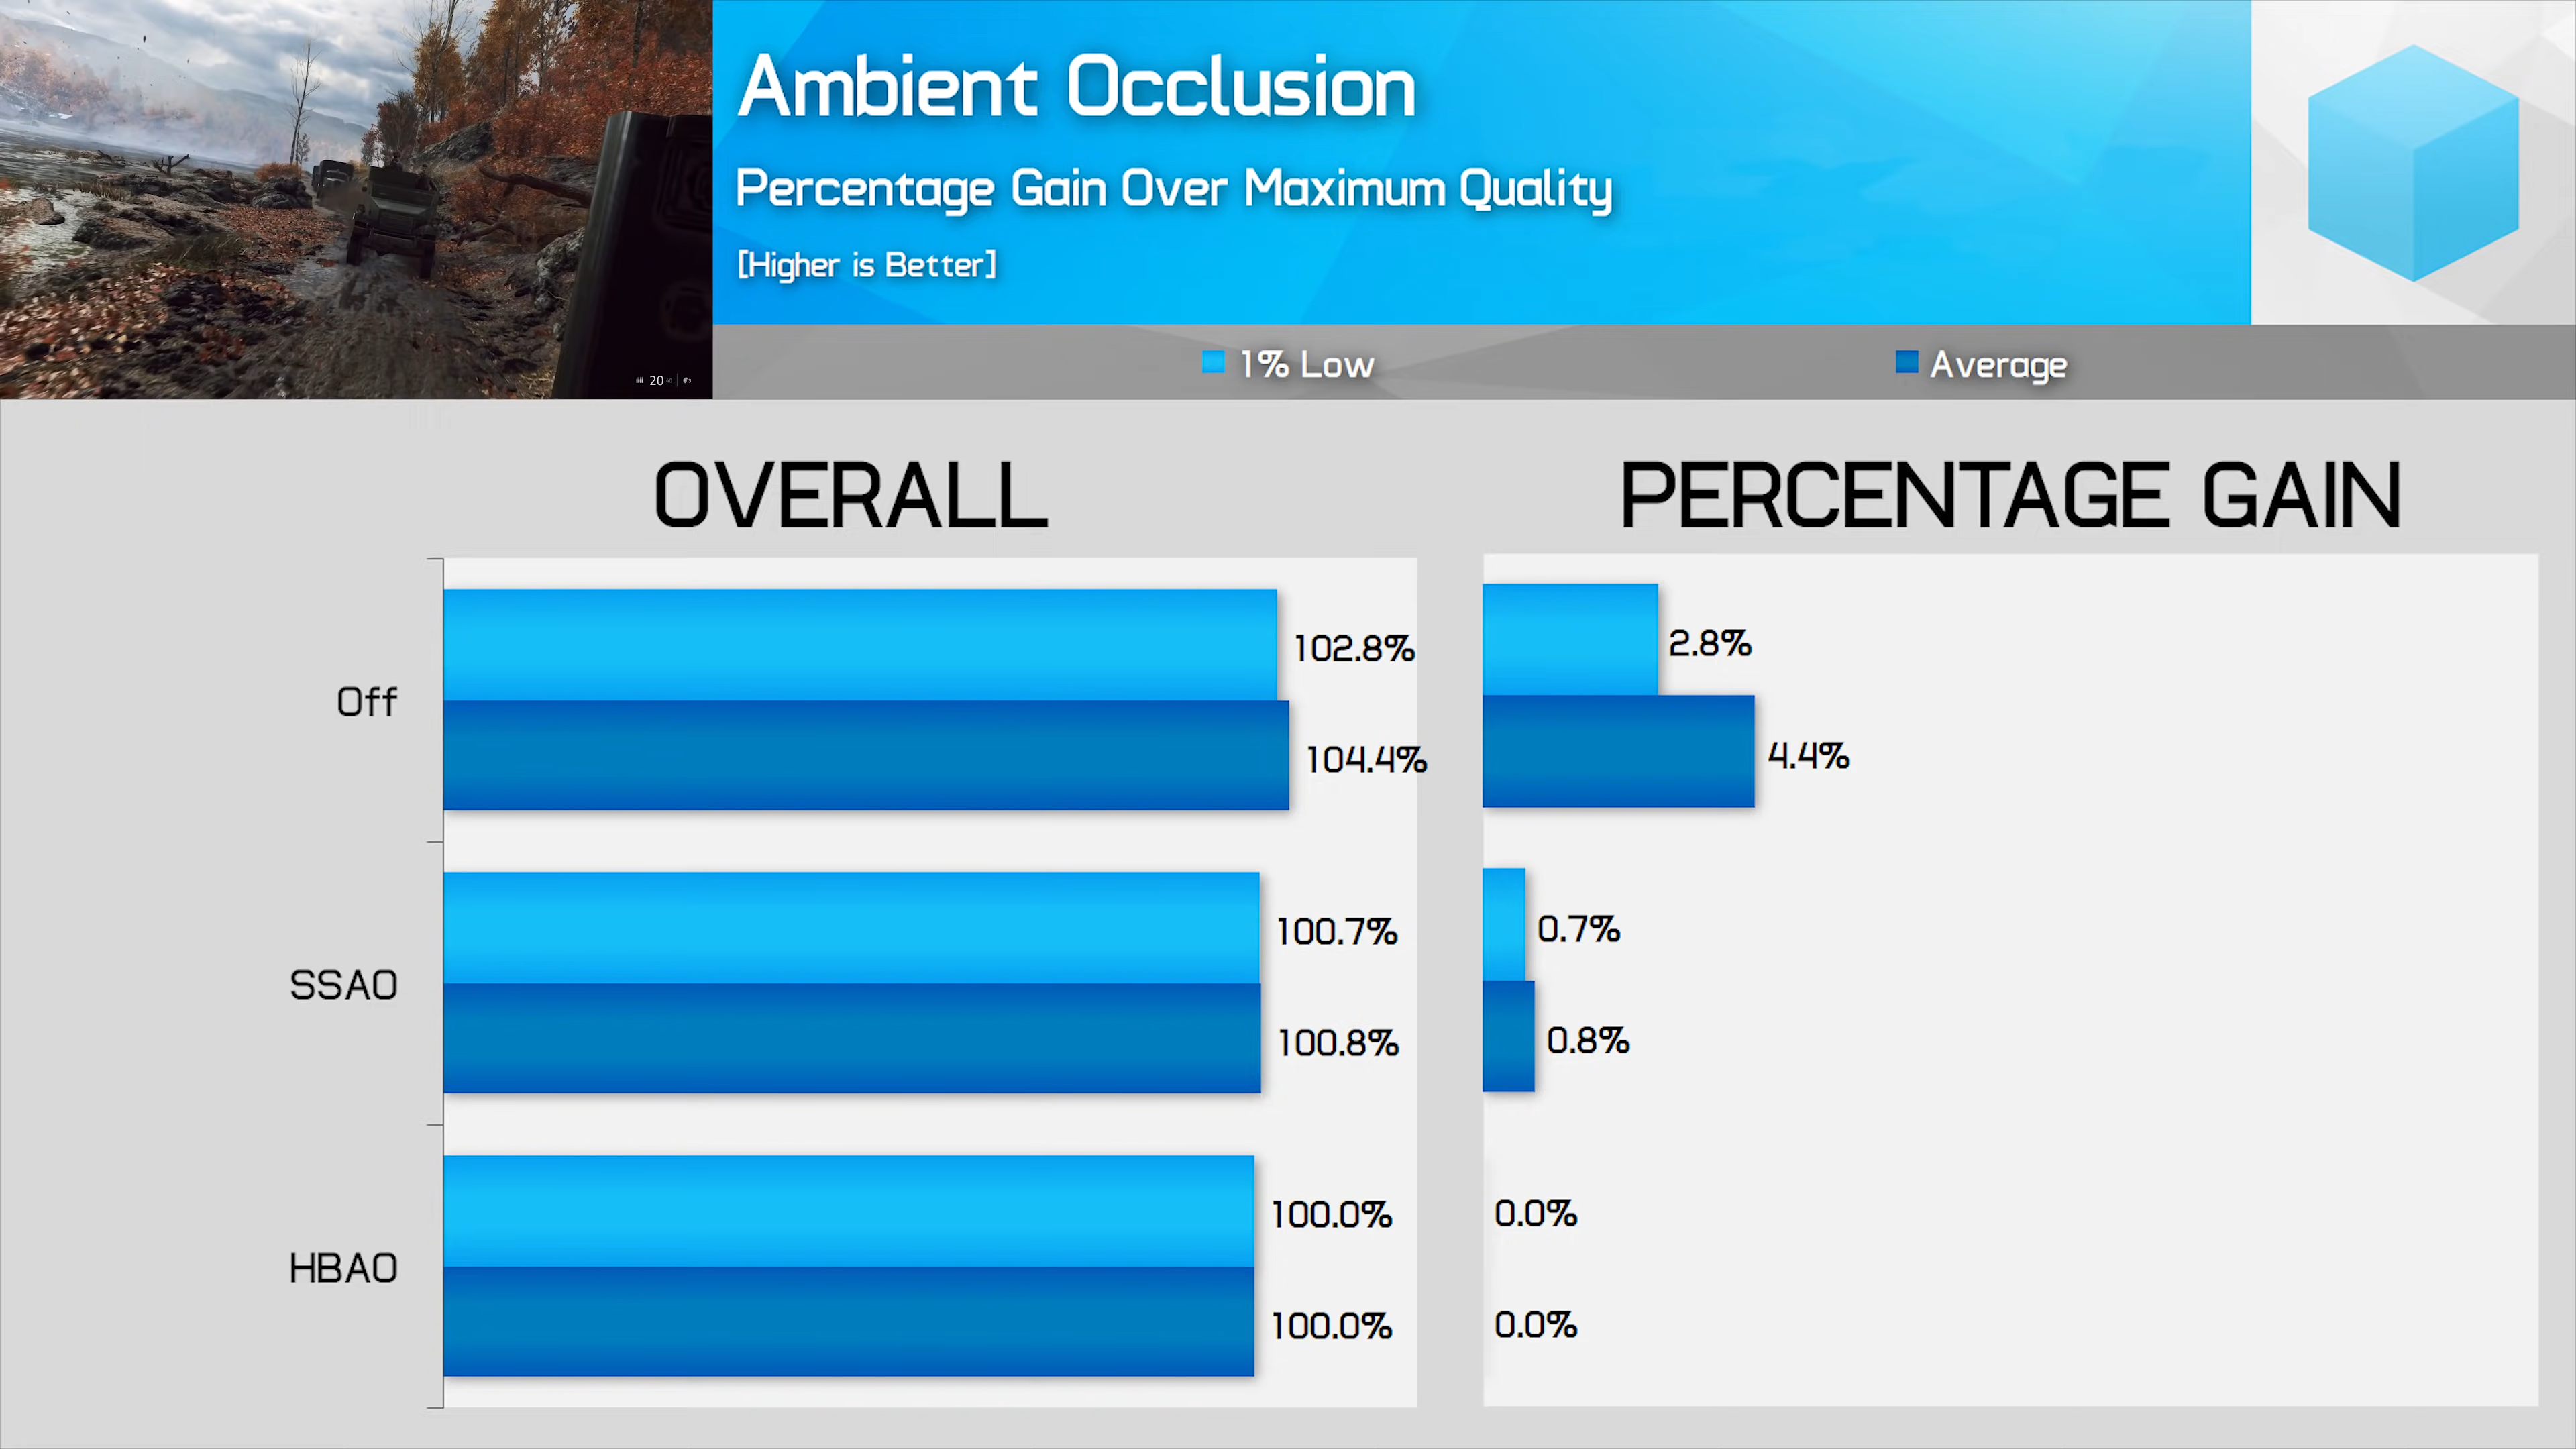 Ambient Occlusion
Percentage Gain Over Maximum Quality
[Higher is Better]
1% Low
Average
20
OVERALL
PERCENTAGE GAIN
Off
102.8%
104.4%
2.8%
4.4%
SSAO
100.7%
100.8%
0.7%
0.8%
HBAO
100.0%
100.0%
0.0%
0.0%